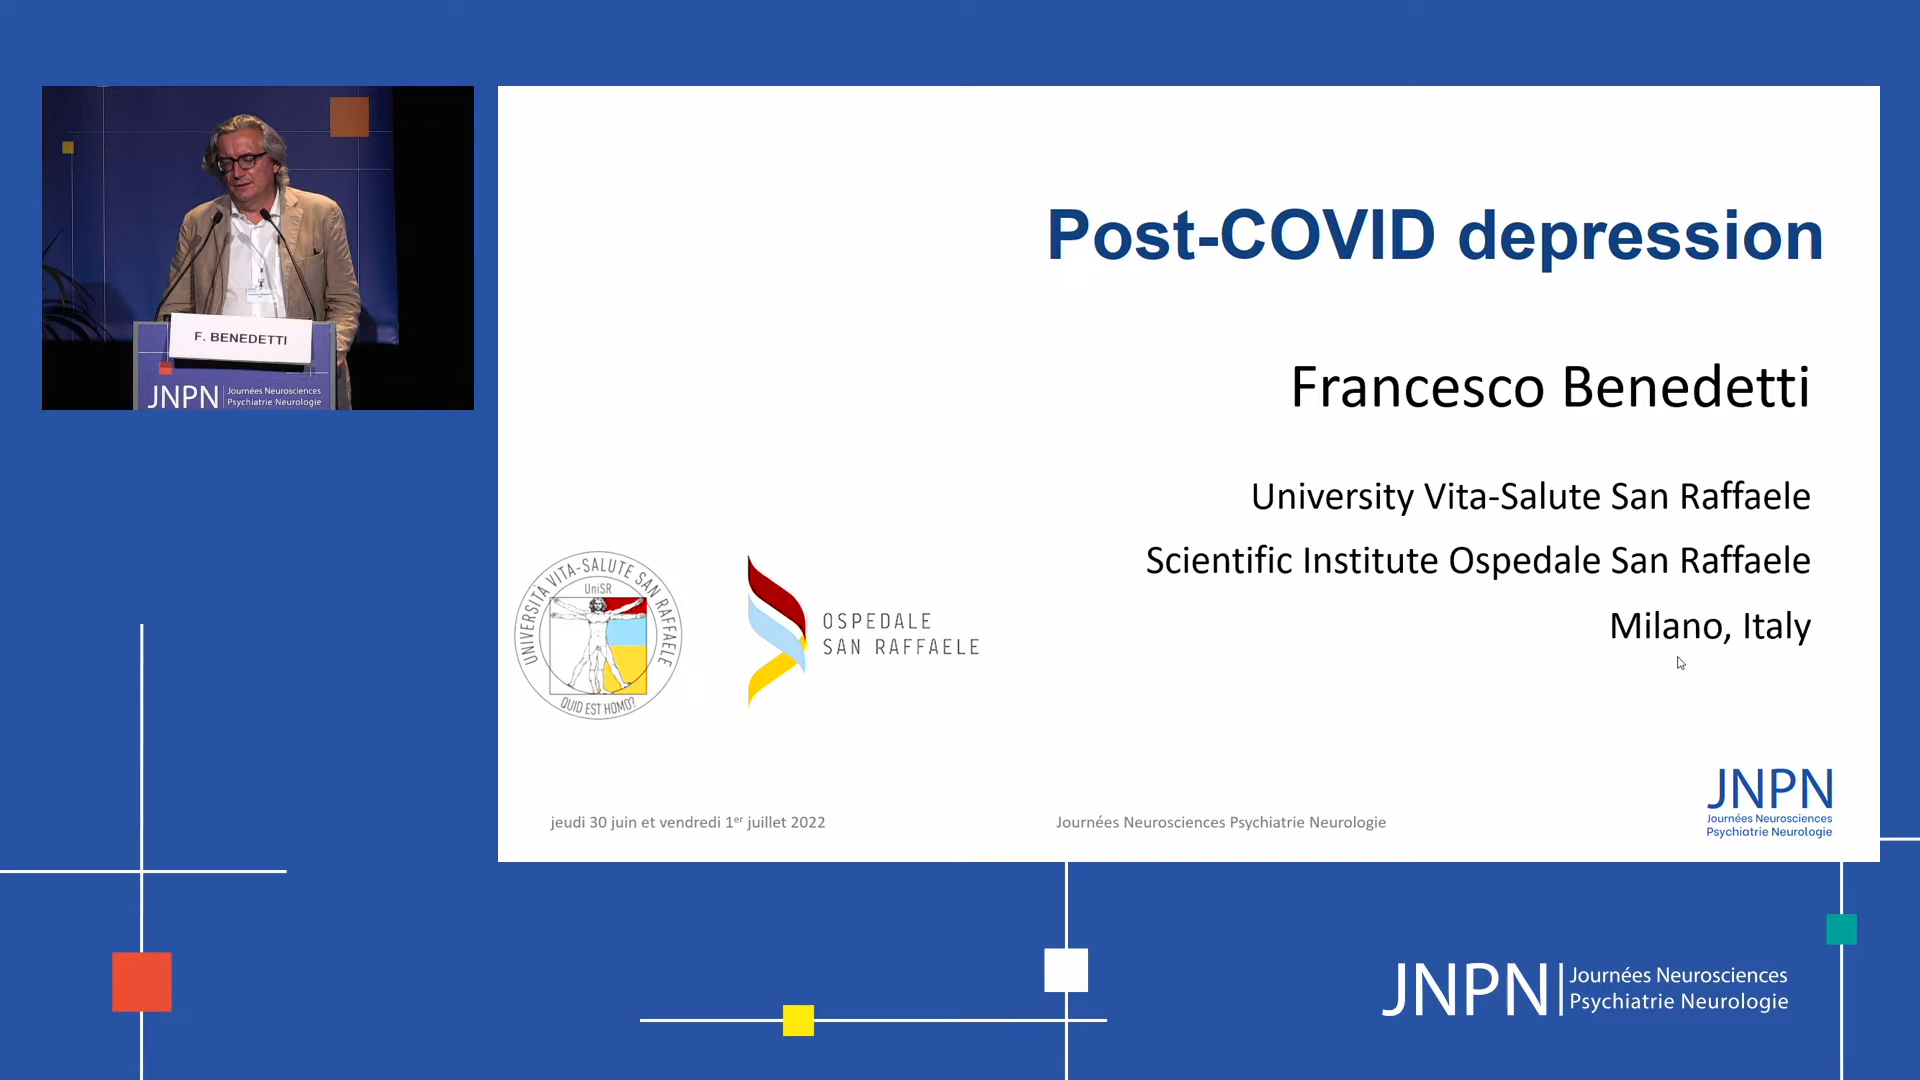 F. BENEDETTI
JNPN
Journées Neurosciences
Psychiatrie Neurologie
Post-COVID depression
Francesco Benedetti
University Vita-Salute San Raffaele
Scientific Institute Ospedale San Raffaele
Milano, Italy
UNIVERSITÀ VITA-SALUTE SAN RAFFAELE
UniSR
QUID EST HOMO?
OSPEDALE
SAN RAFFAELE
jeudi 30 juin et vendredi 1er juillet 2022
Journées Neurosciences Psychiatrie Neurologie
JNPN
Journées Neurosciences
Psychiatrie Neurologie
JNPN
Journées Neurosciences
Psychiatrie Neurologie